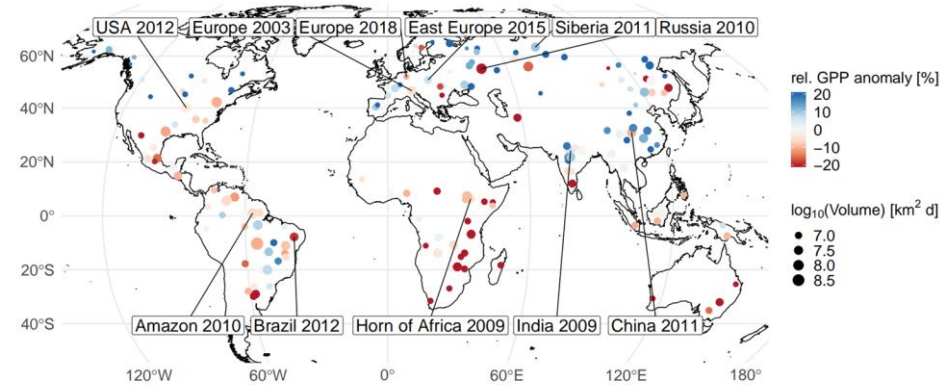 USA 2012 Europe 2003 Europe 2018 East Europe 2015 Siberia 2011 Russia 2010
60°N
40°N
20°N
0°
20°S
40°S
Amazon 2010 Brazil 2012 Horn of Africa 2009 India 2009 China 2011
120°W 60°W 0° 60°E 120°E 180°
rel. GPP anomaly [%]
20
10
0
−10
−20
log10(Volume) [km² d]
7.0
7.5
8.0
8.5